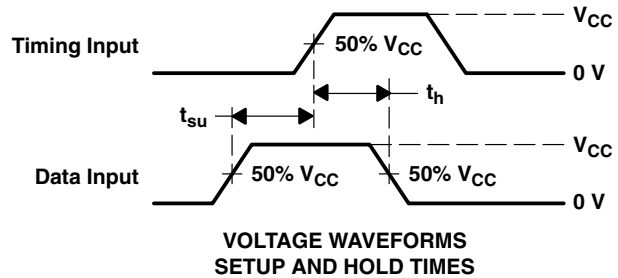 V_CC
Timing Input
50% V_CC
0 V
t_h
t_su
V_CC
Data Input
50% V_CC
50% V_CC
0 V
VOLTAGE WAVEFORMS
SETUP AND HOLD TIMES